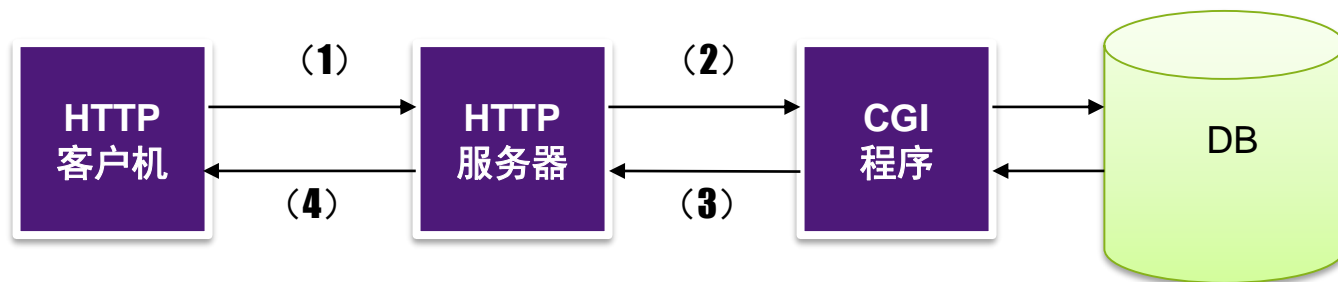 （1）
（2）
HTTP
客户机
HTTP
服务器
CGI
程序
DB
（4）
（3）